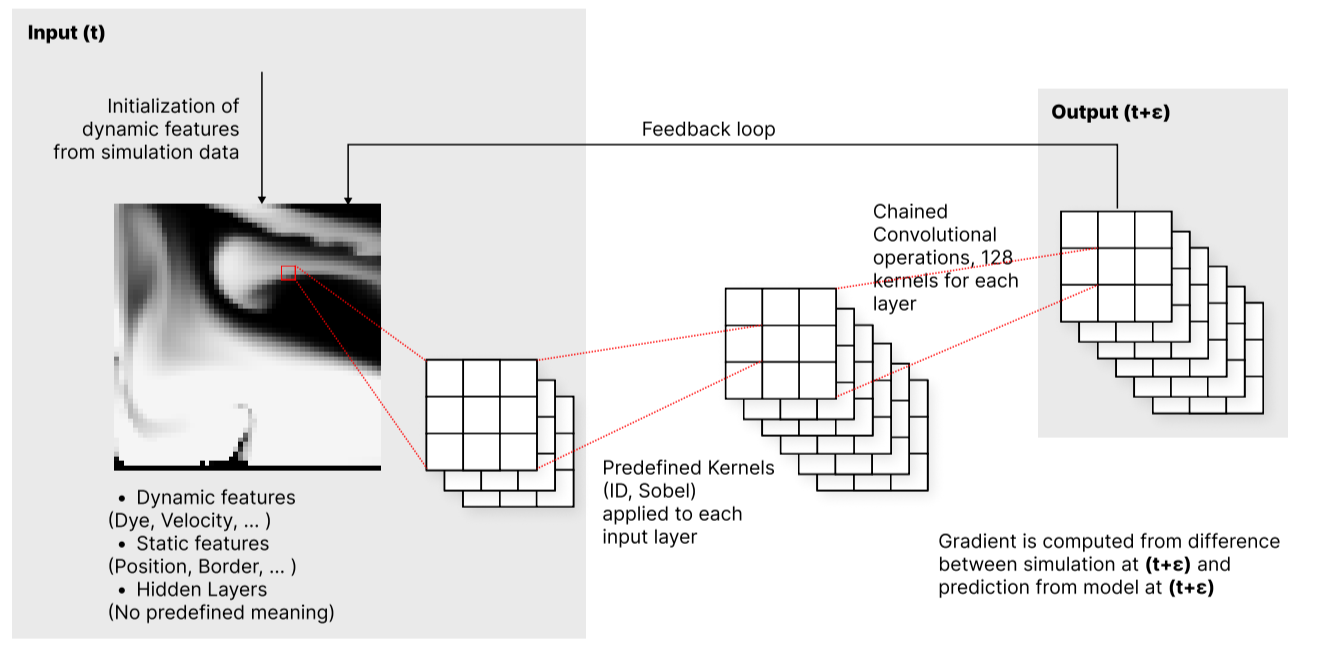 Input (t)
Initialization of
dynamic features
from simulation data
Feedback loop
Output (t+ε)
Chained
Convolutional
operations, 128
kernels for each
layer
Predefined Kernels
(ID, Sobel)
applied to each
input layer
• Dynamic features
(Dye, Velocity, ... )
• Static features
(Position, Border, ... )
• Hidden Layers
(No predefined meaning)
Gradient is computed from difference
between simulation at (t+ε) and
prediction from model at (t+ε)